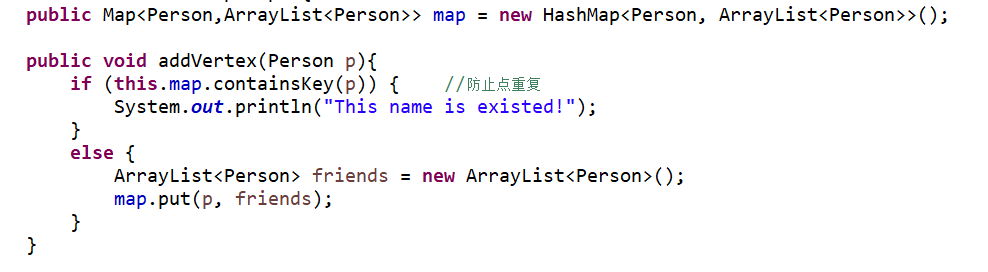 public Map<Person,ArrayList<Person>> map = new HashMap<Person, ArrayList<Person>>();
public void addVertex(Person p){
if (this.map.containsKey(p)) { //防止点重复
System.out.println("This name is existed!");
}
else {
ArrayList<Person> friends = new ArrayList<Person>();
map.put(p, friends);
}
}